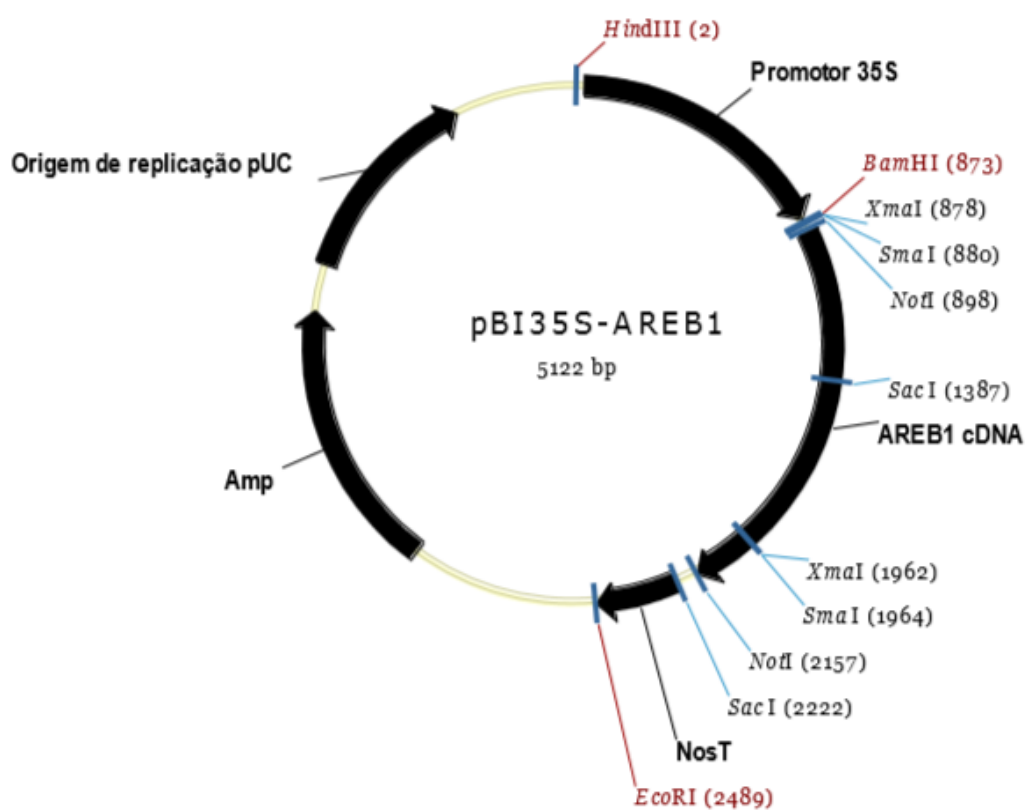 HindIII (2)
Promotor 35S
Origem de replicação pUC
BamHI (873)
XmaI (878)
SmaI (880)
NotI (898)
pBI35S-AREB1
5122 bp
SacI (1387)
AREB1 cDNA
Amp
XmaI (1962)
SmaI (1964)
NotI (2157)
SacI (2222)
NosT
EcoRI (2489)